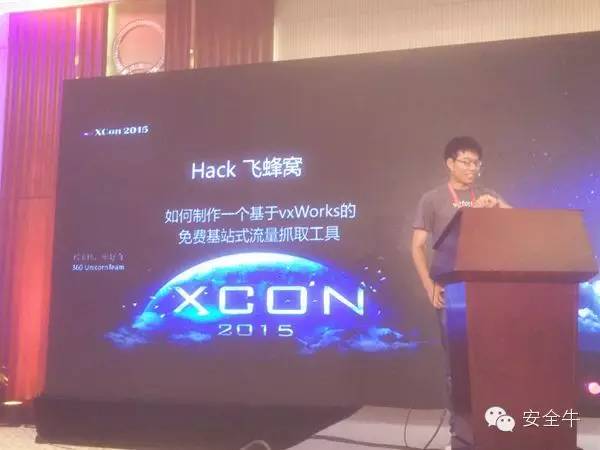 XCon 2015
Hack 飞蜂窝
如何制作一个基于vxWorks的
免费基站式流量抓取工具
360 UnicornTeam
XCON
2015
安全牛